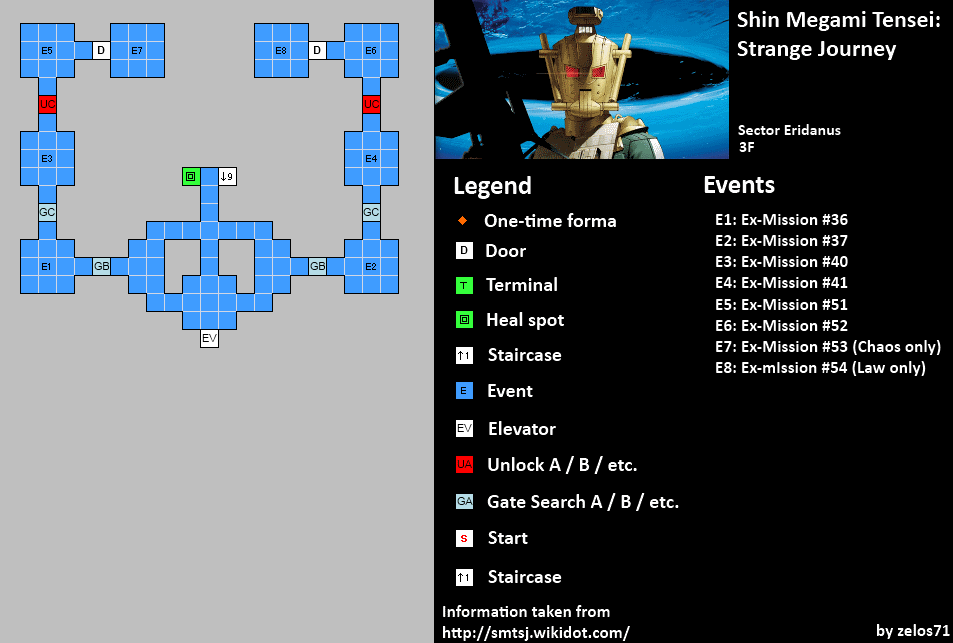 E5
D
E7
E8
D
E6
UC
UC
E3
E4
↓9
GC
GC
E1
GB
GB
E2
EV
Shin Megami Tensei:
Strange Journey
Sector Eridanus
3F
Legend
One-time forma
D Door
T Terminal
Heal spot
↑1 Staircase
E Event
EV Elevator
UA Unlock A / B / etc.
GA Gate Search A / B / etc.
S Start
↑1 Staircase
Events
E1: Ex-Mission #36
E2: Ex-Mission #37
E3: Ex-Mission #40
E4: Ex-Mission #41
E5: Ex-Mission #51
E6: Ex-Mission #52
E7: Ex-Mission #53 (Chaos only)
E8: Ex-mIssion #54 (Law only)
Information taken from
http://smtsj.wikidot.com/
by zelos71